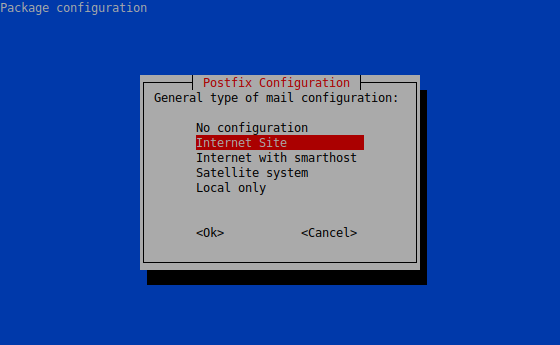 Package configuration
Postfix Configuration
General type of mail configuration:
No configuration
Internet Site
Internet with smarthost
Satellite system
Local only
<Ok> <Cancel>